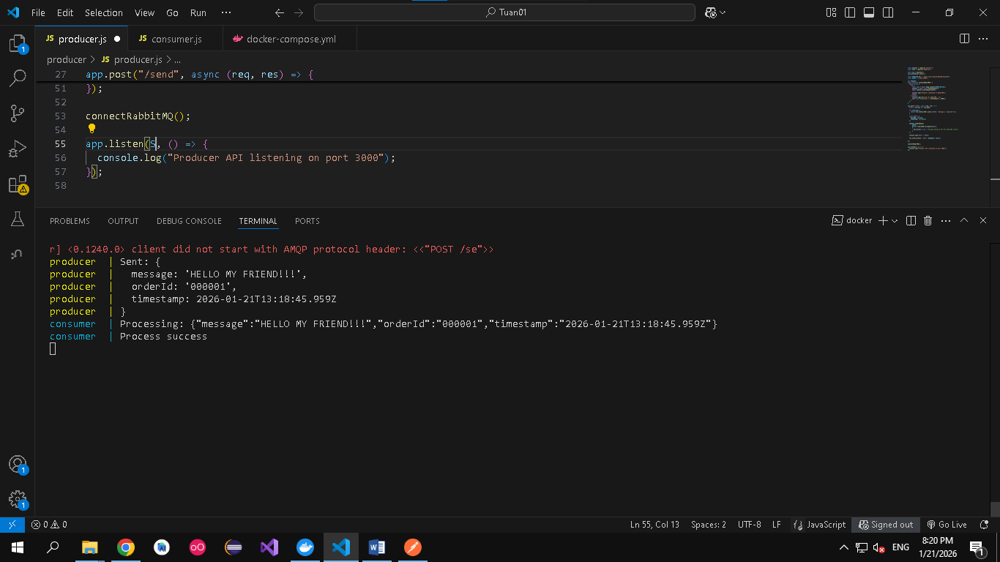 File Edit Selection View Go Run ··· Tuan01
JS producer.js ● JS consumer.js docker-compose.yml
producer > JS producer.js > ...
27 app.post("/send", async (req, res) => {
51 });
52
53 connectRabbitMQ();
54
55 app.listen(S, () => {
56 console.log("Producer API listening on port 3000");
57 });
58
PROBLEMS OUTPUT DEBUG CONSOLE TERMINAL PORTS docker
r] <0.1240.0> client did not start with AMQP protocol header: <<"POST /se">>
producer | Sent: {
producer | message: 'HELLO MY FRIEND!!!',
producer | orderId: '000001',
producer | timestamp: 2026-01-21T13:18:45.959Z
producer | }
consumer | Processing: {"message":"HELLO MY FRIEND!!!","orderId":"000001","timestamp":"2026-01-21T13:18:45.959Z"}
consumer | Process success
1
1
1
0 0 Ln 55, Col 13 Spaces: 2 UTF-8 LF JavaScript Signed out Go Live
ENG 8:20 PM
1/21/2026
1